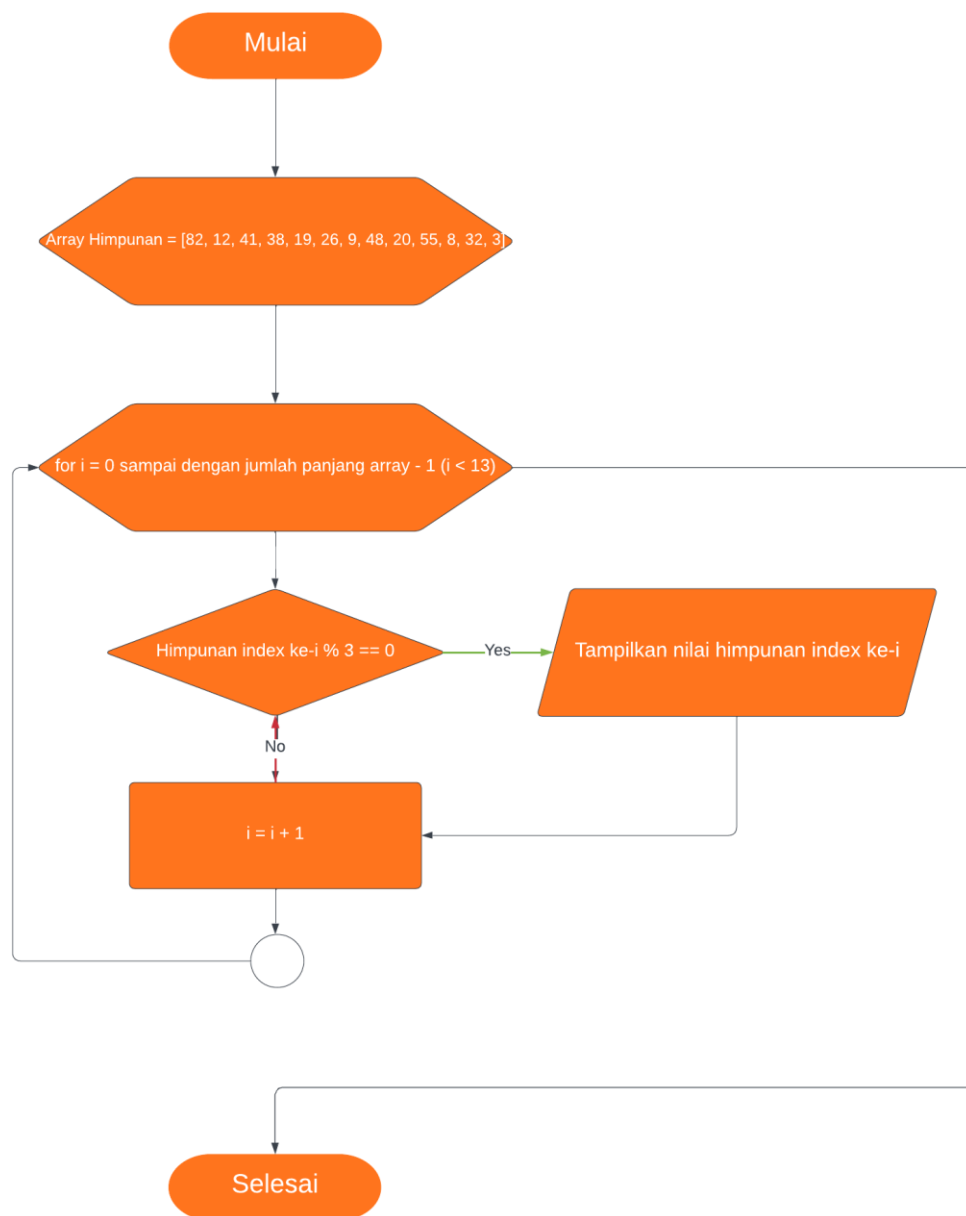 Mulai
Array Himpunan = [82, 12, 41, 38, 19, 26, 9, 48, 20, 55, 8, 32, 3]
for i = 0 sampai dengan jumlah panjang array - 1 (i < 13)
Himpunan index ke-i % 3 == 0
Yes
Tampilkan nilai himpunan index ke-i
No
i = i + 1
Selesai